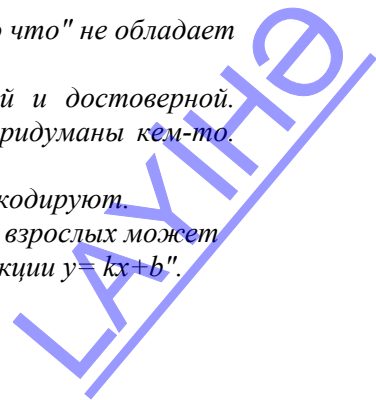 о что" не обладает
й и достоверной.
ридуманы кем-то.
кодируют.
взрослых может
кции y= kx+b".
LAYİHƏ